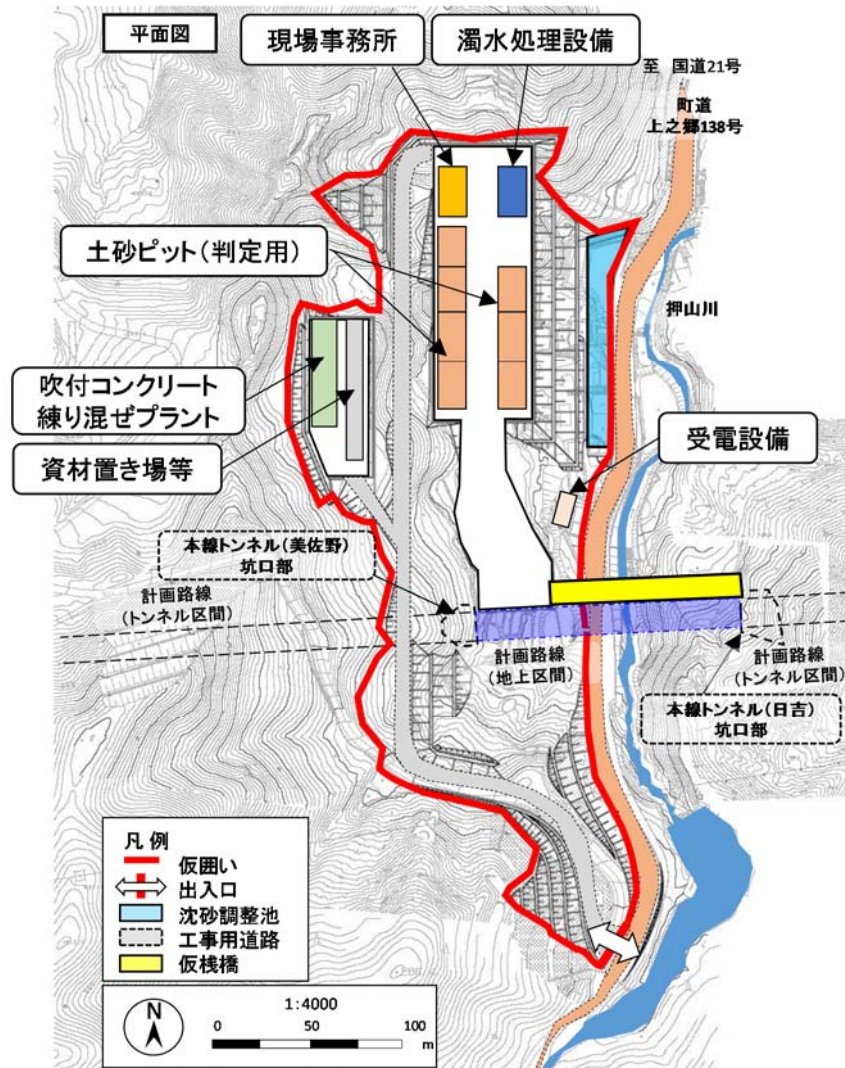 平面図
現場事務所
濁水処理設備
至 国道21号
町道
上之郷138号
土砂ピット(判定用)
押山川
吹付コンクリート
練り混ぜプラント
資材置き場等
受電設備
本線トンネル(美佐野)
坑口部
計画路線
(トンネル区間)
計画路線
(地上区間)
計画路線
(トンネル区間)
本線トンネル(日吉)
坑口部
凡例
仮囲い
出入口
沈砂調整池
工事用道路
仮桟橋
N
1:4000
0 50 100
m